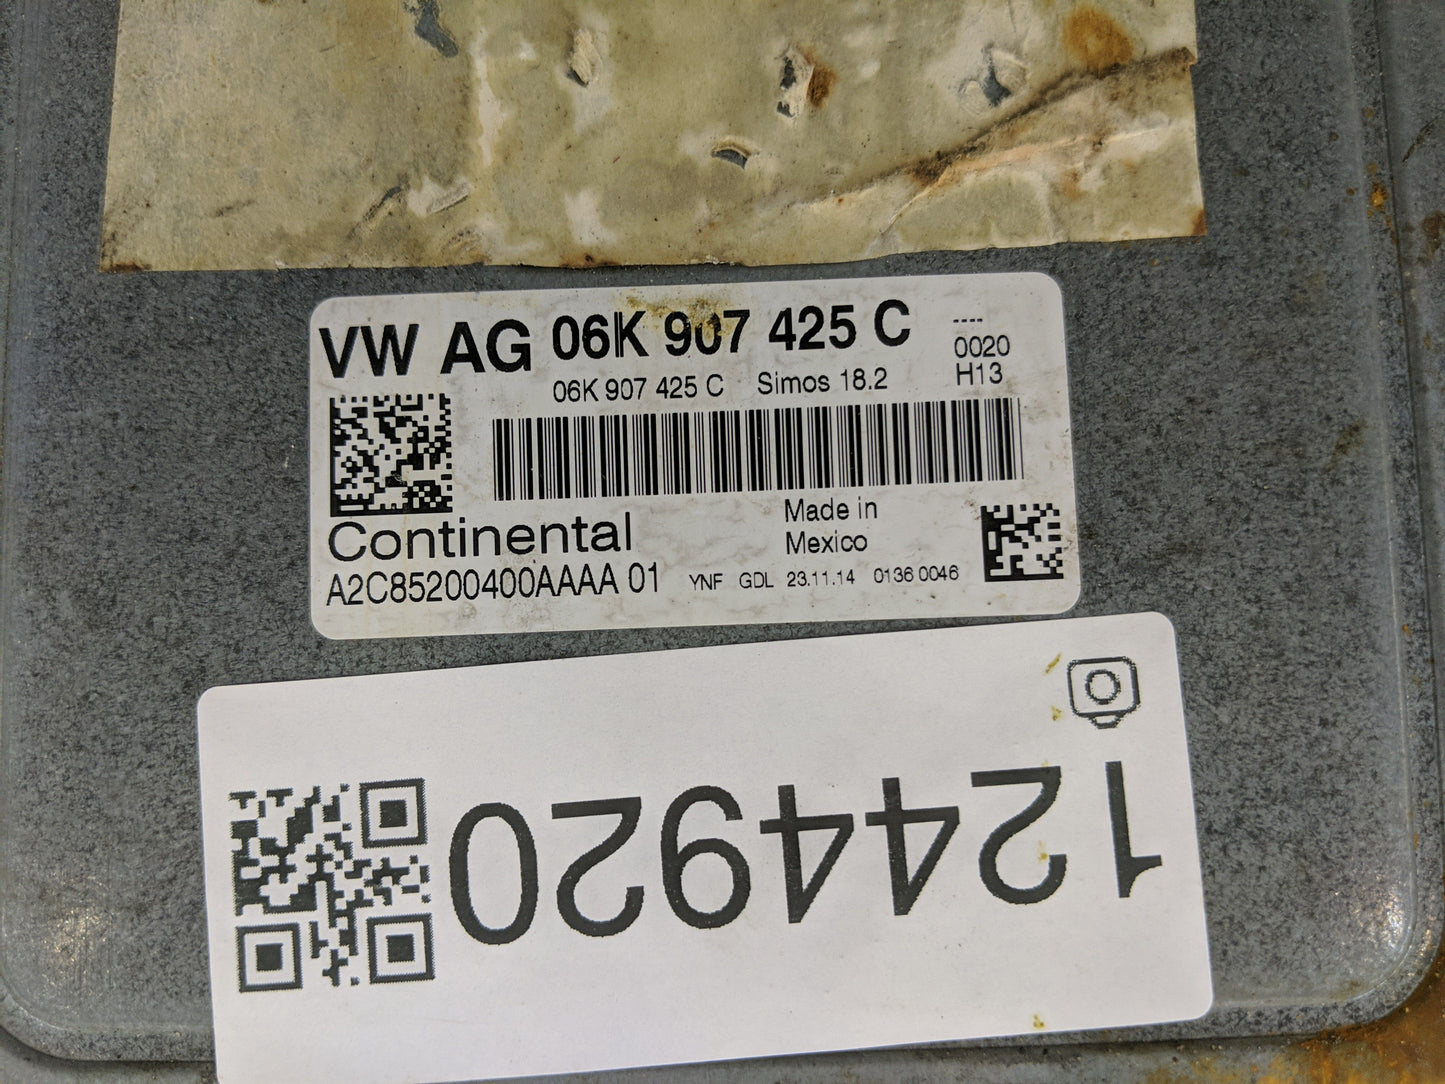 VW AG 06K 907 425 C ----
06K 907 425 C Simos 18.2 0020
H13
Continental Made in
Mexico
A2C85200400AAAA 01 YNF GDL 23.11.14 0136 0046
1244920